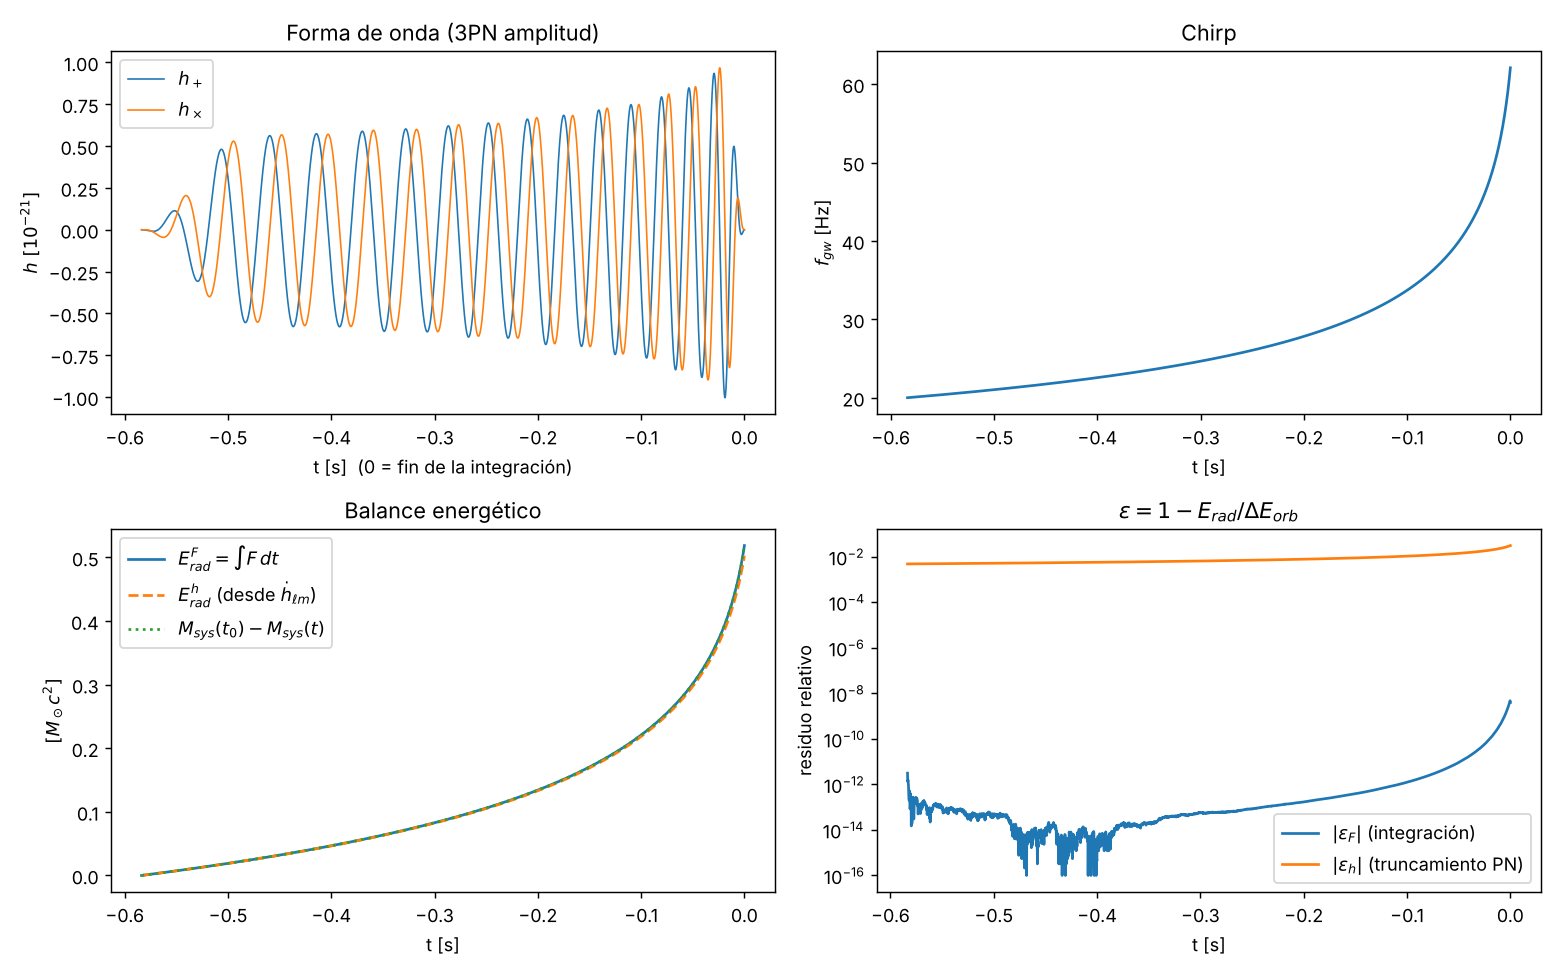 Forma de onda (3PN amplitud)
h₊
hₓ
h [10⁻²¹]
1.00
0.75
0.50
0.25
0.00
−0.25
−0.50
−0.75
−1.00
−0.6
−0.5
−0.4
−0.3
−0.2
−0.1
0.0
t [s] (0 = fin de la integración)
Chirp
f_gw [Hz]
60
50
40
30
20
−0.6
−0.5
−0.4
−0.3
−0.2
−0.1
0.0
t [s]
Balance energético
E^F_rad = ∫F dt
E^h_rad (desde ḣ_ℓm)
M_sys(t₀) − M_sys(t)
[M_⊙c²]
0.5
0.4
0.3
0.2
0.1
0.0
−0.6
−0.5
−0.4
−0.3
−0.2
−0.1
0.0
t [s]
ε = 1 − E_rad/ΔE_orb
residuo relativo
10⁻²
10⁻⁴
10⁻⁶
10⁻⁸
10⁻¹⁰
10⁻¹²
10⁻¹⁴
10⁻¹⁶
|ε_F| (integración)
|ε_h| (truncamiento PN)
−0.6
−0.5
−0.4
−0.3
−0.2
−0.1
0.0
t [s]